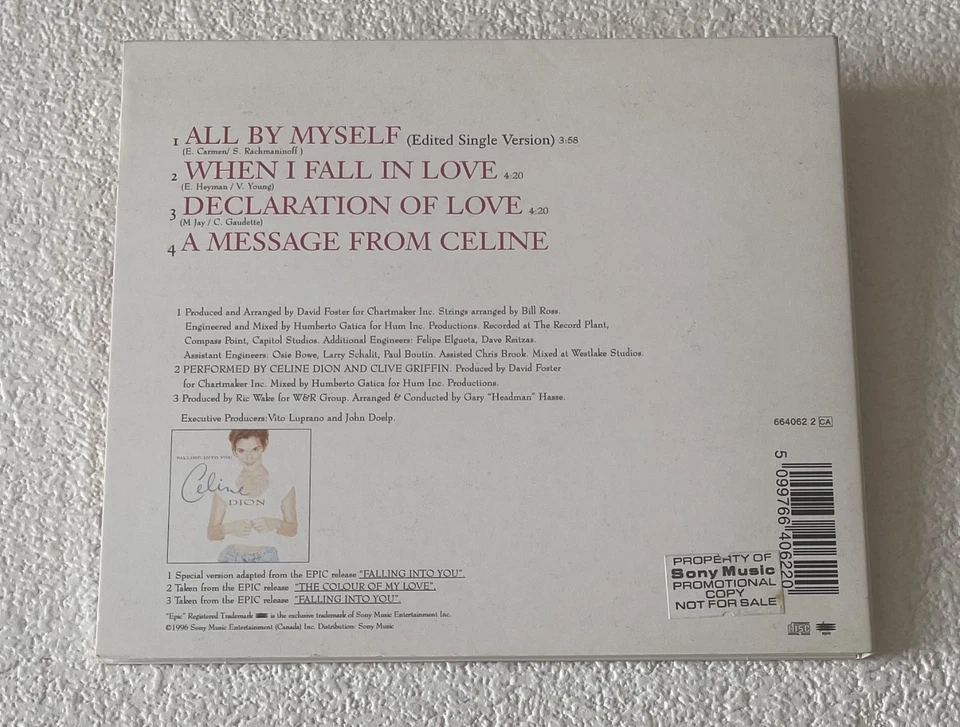 1 ALL BY MYSELF (Edited Single Version) 3:58
(E. Carmen/ S. Rachmaninoff )
2 WHEN I FALL IN LOVE 4:20
(E. Heyman / V. Young)
3 DECLARATION OF LOVE 4:20
(M Jay / C. Gaudette)
4 A MESSAGE FROM CELINE
1 Produced and Arranged by David Foster for Chartmaker Inc. Strings arranged by Bill Ross.
Engineered and Mixed by Humberto Gatica for Hum Inc. Productions. Recorded at The Record Plant,
Compass Point, Capitol Studios. Additional Engineers: Felipe Elgueta, Dave Reitzas.
Assistant Engineers: Osie Bowe, Larry Schalit, Paul Boutin. Assisted Chris Brook. Mixed at Westlake Studios.
2 PERFORMED BY CELINE DION AND CLIVE GRIFFIN. Produced by David Foster
for Chartmaker Inc. Mixed by Humberto Gatica for Hum Inc. Productions.
3 Produced by Ric Wake for W&R Group. Arranged & Conducted by Gary "Headman" Hasse.
Executive Producers: Vito Luprano and John Doelp.
FALLING INTO YOU
Celine
DION
1 Special version adapted from the EPIC release "FALLING INTO YOU".
2 Taken from the EPIC release "THE COLOUR OF MY LOVE".
3 Taken from the EPIC release "FALLING INTO YOU".
"Epic" Registered Trademark epic is the exclusive trademark of Sony Music Entertainment Inc.
©1996 Sony Music Entertainment (Canada) Inc. Distribution: Sony Music
664062 2 CA
5 099766 406220
PROPERTY OF
Sony Music
PROMOTIONAL
COPY
NOT FOR SALE
disc
epic